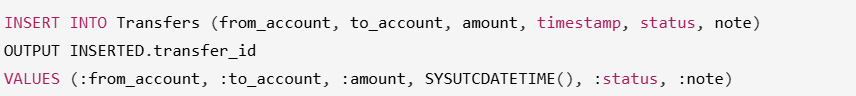 INSERT INTO Transfers (from_account, to_account, amount, timestamp, status, note)
OUTPUT INSERTED.transfer_id
VALUES (:from_account, :to_account, :amount, SYSUTCDATETIME(), :status, :note)